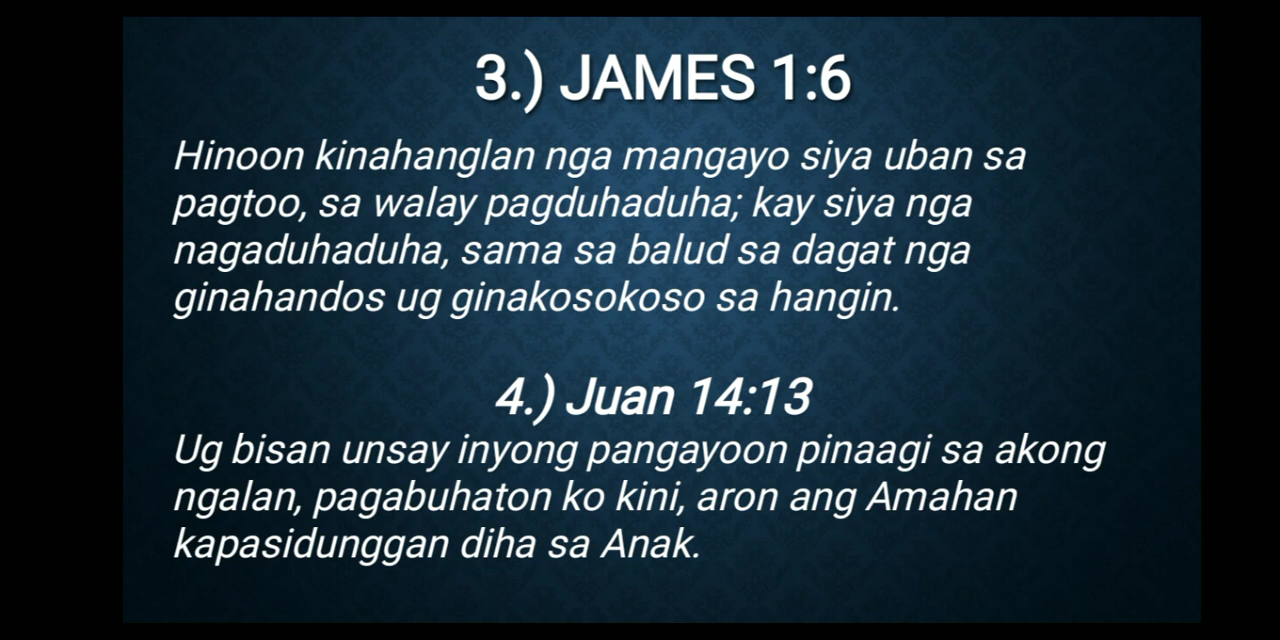 3.) JAMES 1:6
Hinoon kinahanglan nga mangayo siya uban sa
pagtoo, sa walay pagduhaduha; kay siya nga
nagaduhaduha, sama sa balud sa dagat nga
ginahandos ug ginakosokoso sa hangin.
4.) Juan 14:13
Ug bisan unsay inyong pangayoon pinaagi sa akong
ngalan, pagabuhaton ko kini, aron ang Amahan
kapasidunggan diha sa Anak.